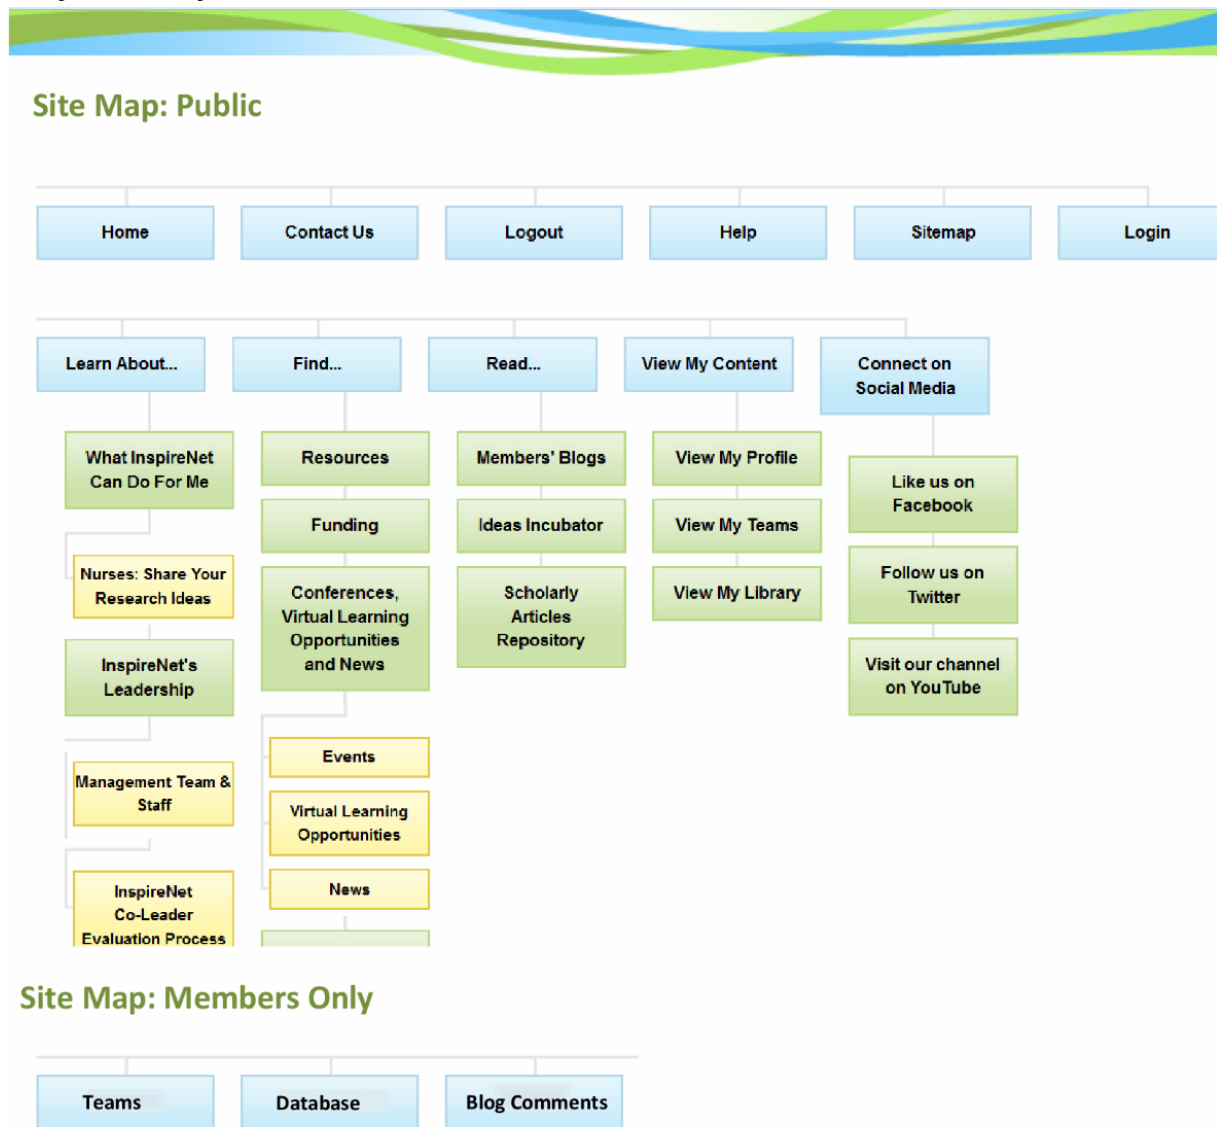 Site Map: Public
Home
Contact Us
Logout
Help
Sitemap
Login
Learn About...
Find...
Read...
View My Content
Connect on
Social Media
What InspireNet
Can Do For Me
Nurses: Share Your
Research Ideas
InspireNet's
Leadership
Management Team &
Staff
InspireNet
Co-Leader
Evaluation Process
Resources
Funding
Conferences,
Virtual Learning
Opportunities
and News
Events
Virtual Learning
Opportunities
News
Members' Blogs
Ideas Incubator
Scholarly
Articles
Repository
View My Profile
View My Teams
View My Library
Like us on
Facebook
Follow us on
Twitter
Visit our channel
on YouTube
Site Map: Members Only
Teams
Database
Blog Comments